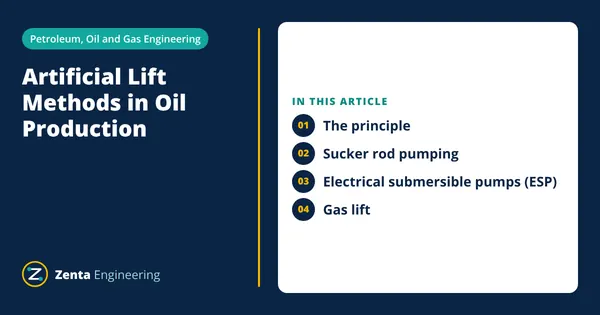 Petroleum, Oil and Gas Engineering
Artificial Lift
Methods in Oil
Production
Zenta Engineering
IN THIS ARTICLE
01 The principle
02 Sucker rod pumping
03 Electrical submersible pumps (ESP)
04 Gas lift